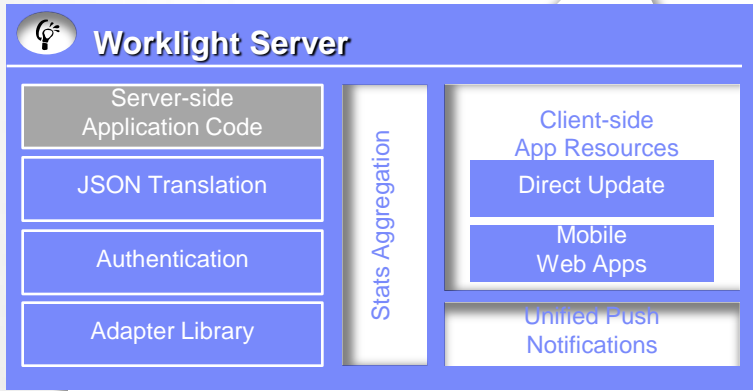 Worklight Server
Server-side
Application Code
JSON Translation
Authentication
Adapter Library
Stats Aggregation
Client-side
App Resources
Direct Update
Mobile
Web Apps
Unified Push
Notifications